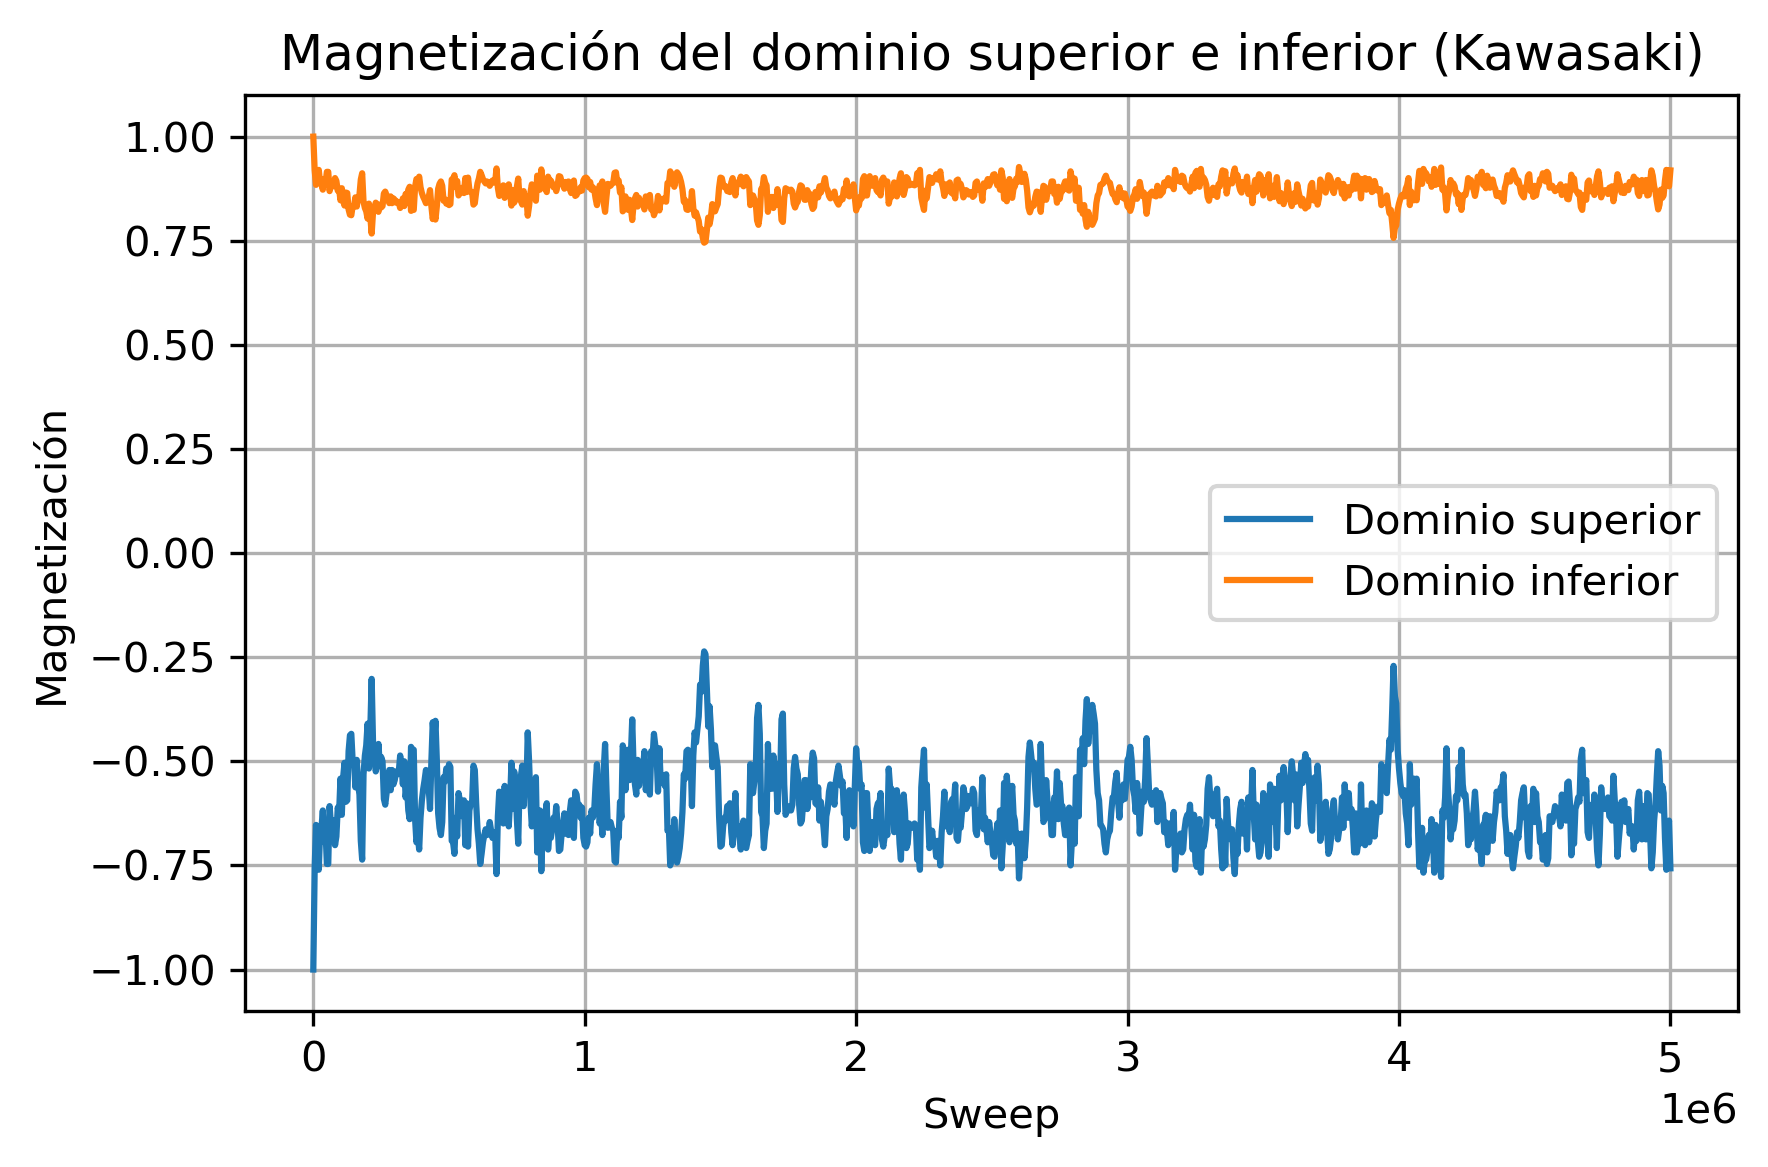 Magnetización del dominio superior e inferior (Kawasaki)
Magnetización
1.00
0.75
0.50
0.25
0.00
−0.25
−0.50
−0.75
−1.00
Dominio superior
Dominio inferior
0 1 2 3 4 5
1e6
Sweep